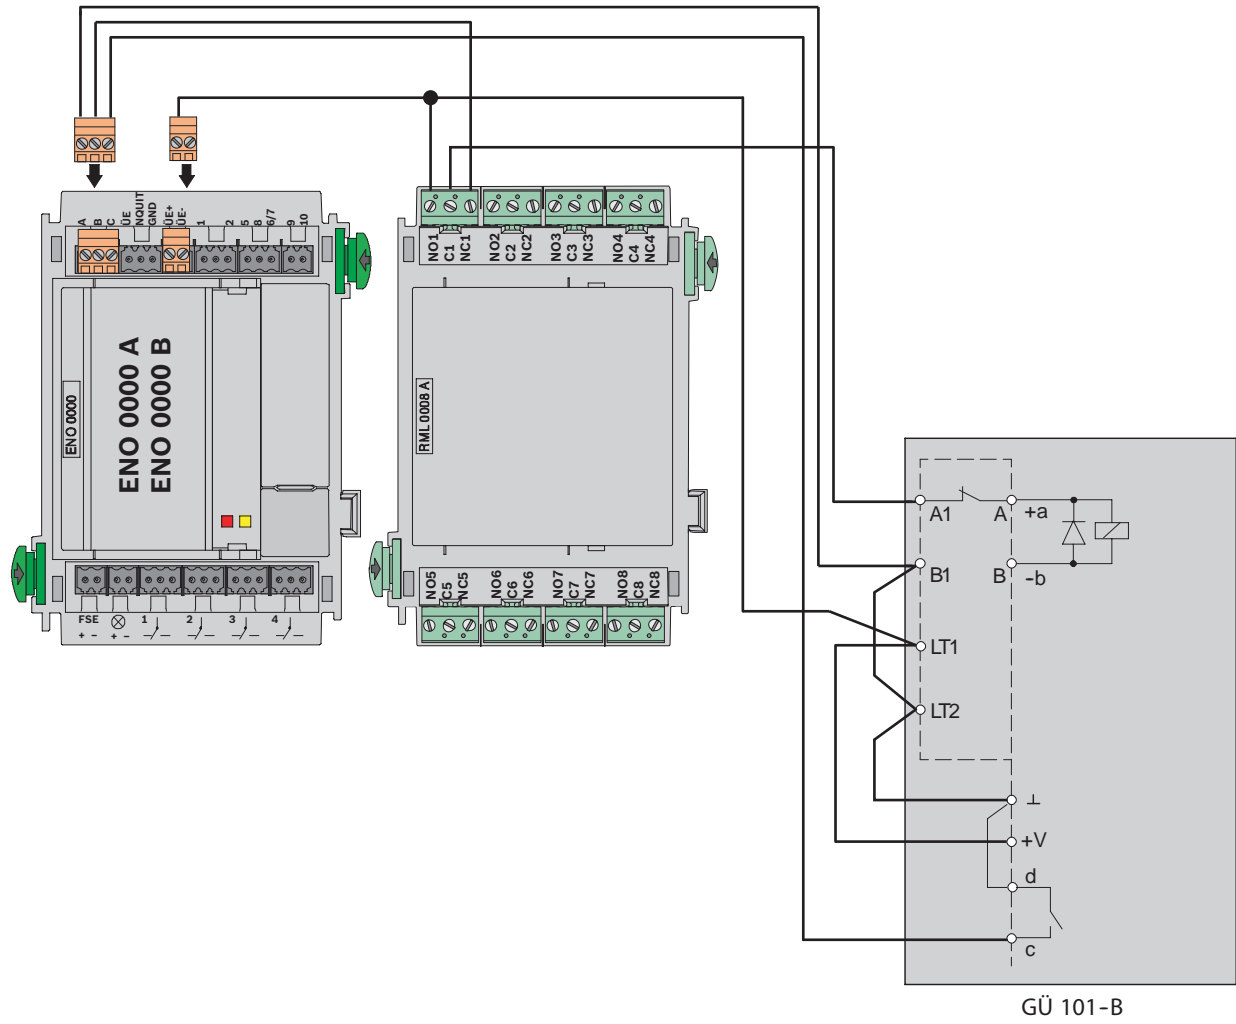 A
B
C
ÜE
NQUIT
GND
ÜE+
ÜE-
1
2
5
8
6/7
9
10
ENO 0000
ENO 0000 A
ENO 0000 B
FSE
+ -
+ -
1
2
3
4
NO1
C1
NC1
NO2
C2
NC2
NO3
C3
NC3
NO4
C4
NC4
RML 0008 A
NO5
C5
NC5
NO6
C6
NC6
NO7
C7
NC7
NO8
C8
NC8
A1
A
+a
B1
B
-b
LT1
LT2
+V
d
c
GÜ 101-B